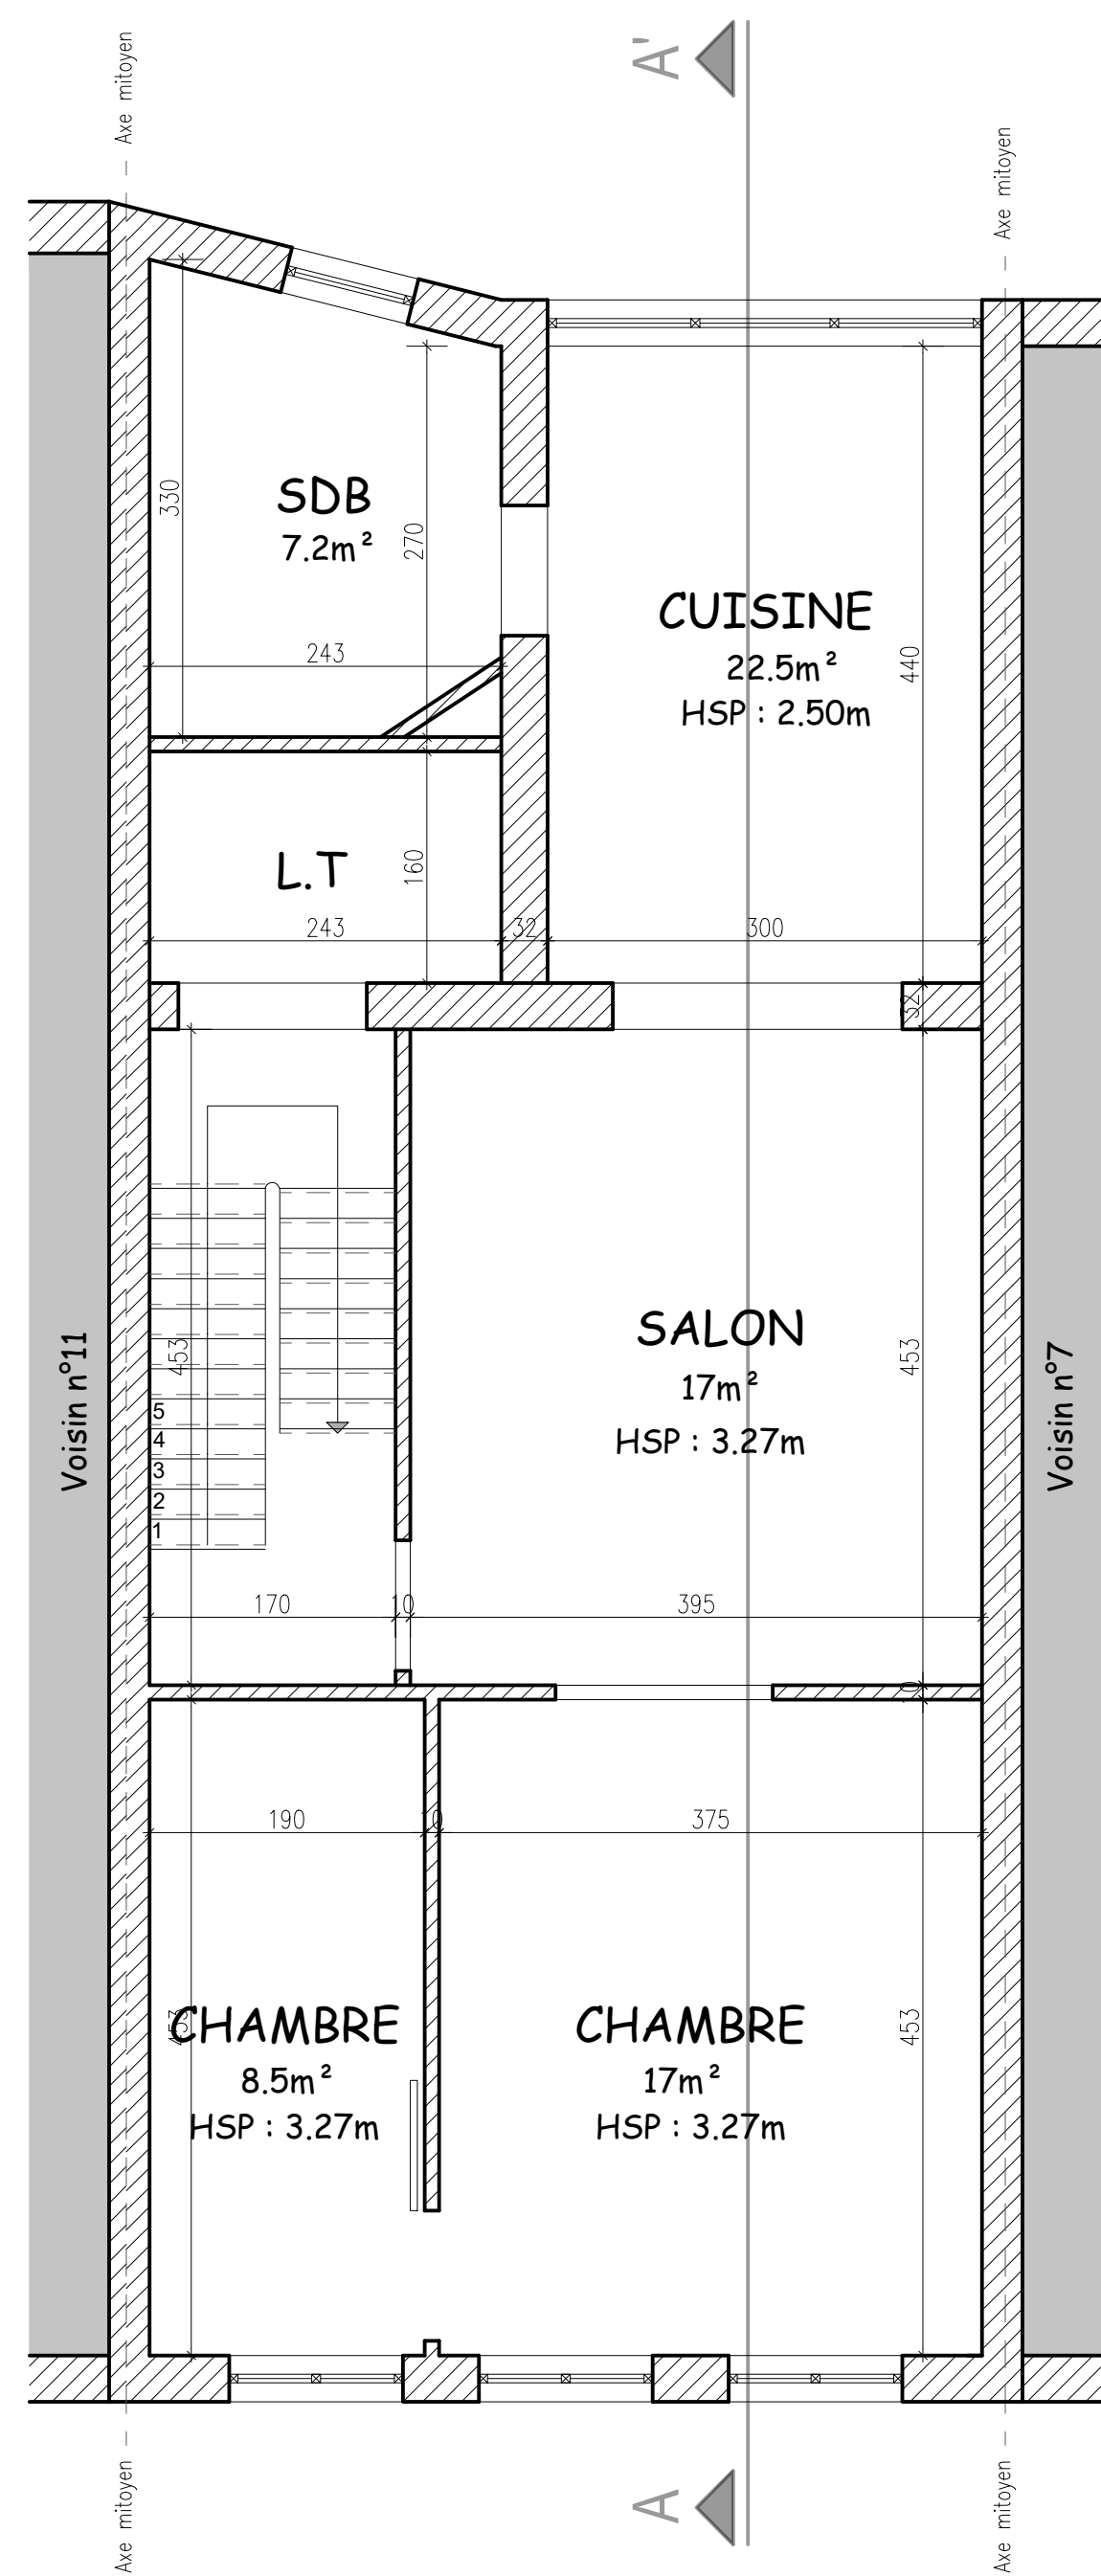 Axe mitoyen
A'
Axe mitoyen
330
SDB
7.2m²
270
243
CUISINE
22.5m²
HSP : 2.50m
440
L.T
160
243
32
300
32
453
5
4
3
2
1
SALON
17m²
HSP : 3.27m
453
Voisin n°11
Voisin n°7
170
10
395
10
190
10
375
453
CHAMBRE
8.5m²
HSP : 3.27m
CHAMBRE
17m²
HSP : 3.27m
453
Axe mitoyen
A
Axe mitoyen